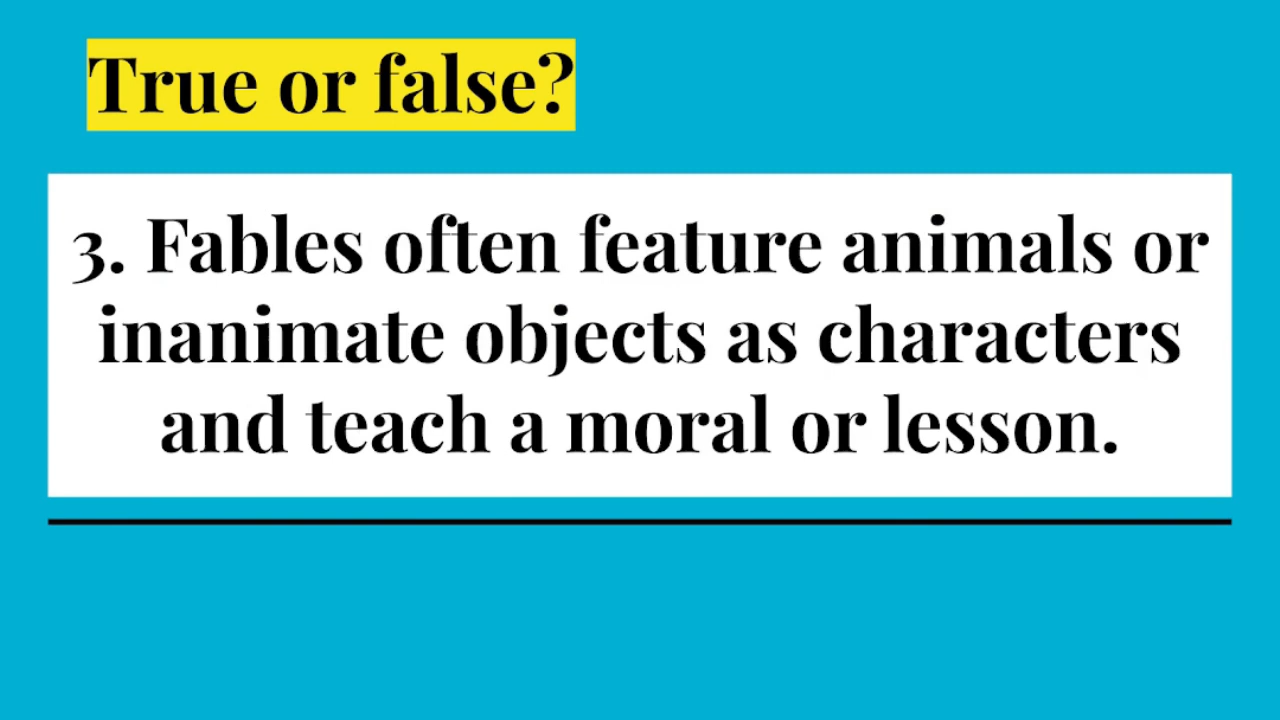 True or false?
3. Fables often feature animals or
inanimate objects as characters
and teach a moral or lesson.